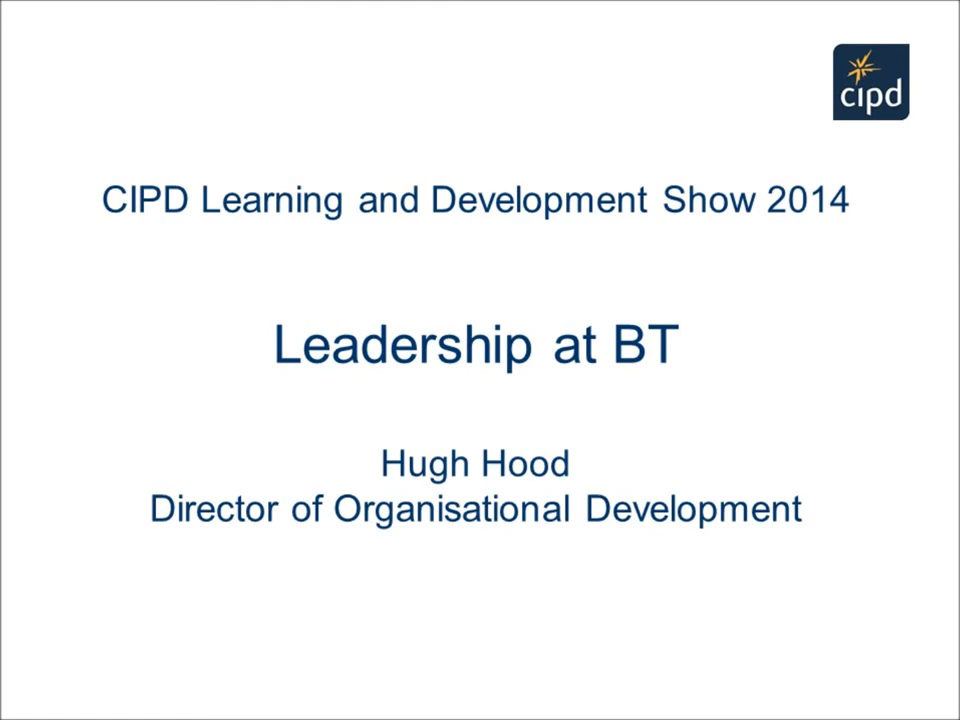 cipd
CIPD Learning and Development Show 2014
Leadership at BT
Hugh Hood
Director of Organisational Development